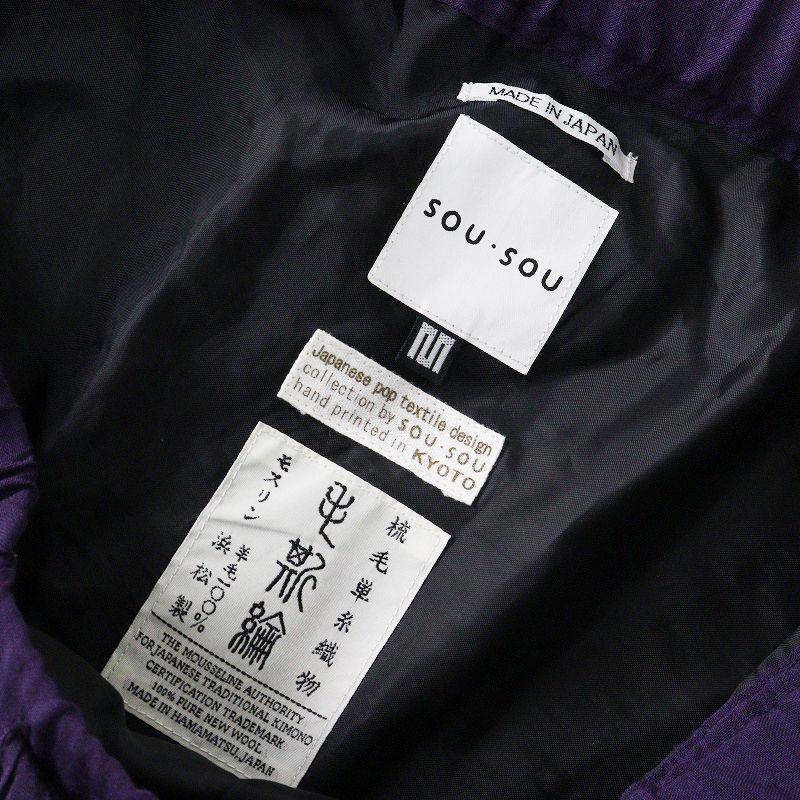 MADE IN JAPAN
SOU・SOU
Japanese pop textile design
collection by SOU・SOU
hand printed in KYOTO
梳毛単糸織物
毛斯綸
モスリン
羊毛一〇〇%
浜松製
THE MOUSSELINE AUTHORITY
FOR JAPANESE TRADITIONAL KIMONO
CERTIFICATION TRADEMARK
100% PURE NEW WOOL
MADE IN HAMAMATSU, JAPAN